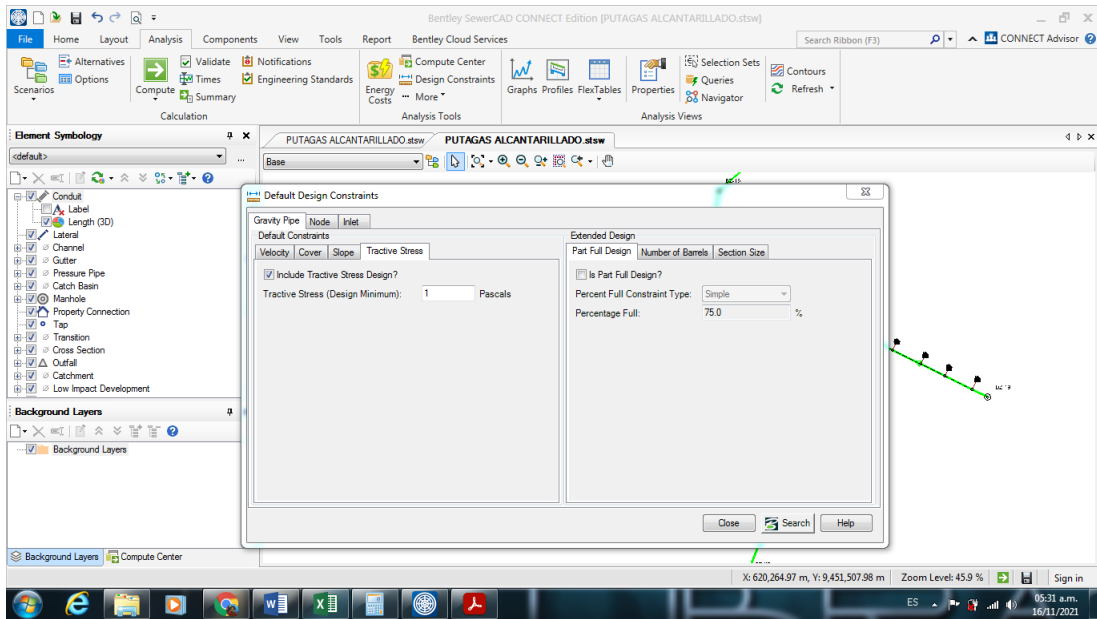 Bentley SewerCAD CONNECT Edition [PUTAGAS ALCANTARILLADO.stsw]
File Home Layout Analysis Components View Tools Report Bentley Cloud Services Search Ribbon (F3) CONNECT Advisor
Scenarios
Alternatives
Options
Compute
Validate
Times
Summary
Notifications
Engineering Standards
Calculation
Energy Costs
Compute Center
Design Constraints
More
Analysis Tools
Graphs Profiles FlexTables Properties
Selection Sets
Queries
Navigator
Contours
Refresh
Analysis Views
Element Symbology
<default>
...
Conduit
Label
Length (3D)
Lateral
Channel
Gutter
Pressure Pipe
Catch Basin
Manhole
Property Connection
Tap
Transition
Cross Section
Outfall
Catchment
Low Impact Development
Background Layers
Background Layers
Background Layers Compute Center
PUTAGAS ALCANTARILLADO.stsw PUTAGAS ALCANTARILLADO.stsw
Base
Default Design Constraints
Gravity Pipe Node Inlet
Default Constraints
Velocity Cover Slope Tractive Stress
Include Tractive Stress Design?
Tractive Stress (Design Minimum): 1 Pascals
Extended Design
Part Full Design Number of Barrels Section Size
Is Part Full Design?
Percent Full Constraint Type: Simple
Percentage Full: 75.0 %
Close Search Help
X: 620,264.97 m, Y: 9,451,507.98 m Zoom Level: 45.9 % Sign in
ES 05:31 a.m.
16/11/2021